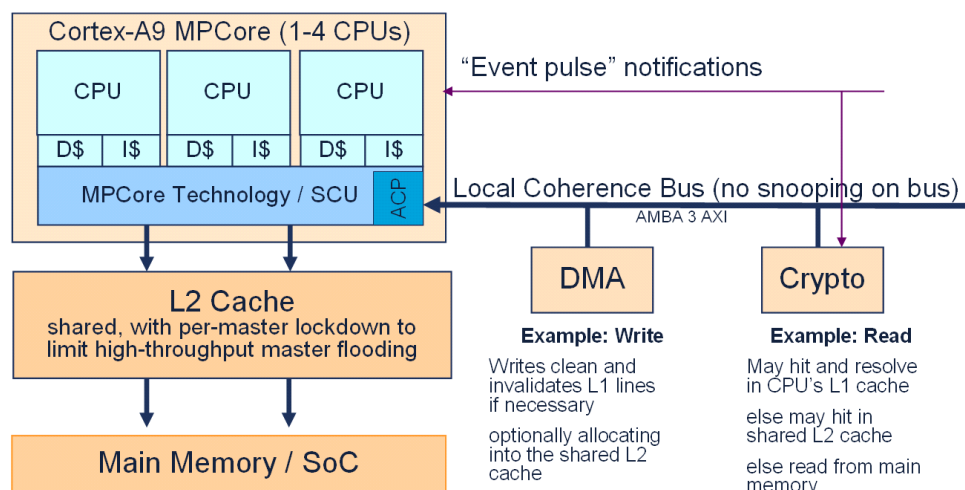 Cortex-A9 MPCore (1-4 CPUs)
CPU
CPU
CPU
D$
I$
D$
I$
D$
I$
MPCore Technology / SCU
ACP
“Event pulse” notifications
Local Coherence Bus (no snooping on bus)
AMBA 3 AXI
L2 Cache
shared, with per-master lockdown to
limit high-throughput master flooding
Main Memory / SoC
DMA
Example: Write
Writes clean and
invalidates L1 lines
if necessary
optionally allocating
into the shared L2
cache
Crypto
Example: Read
May hit and resolve
in CPU's L1 cache
else may hit in
shared L2 cache
else read from main
memory